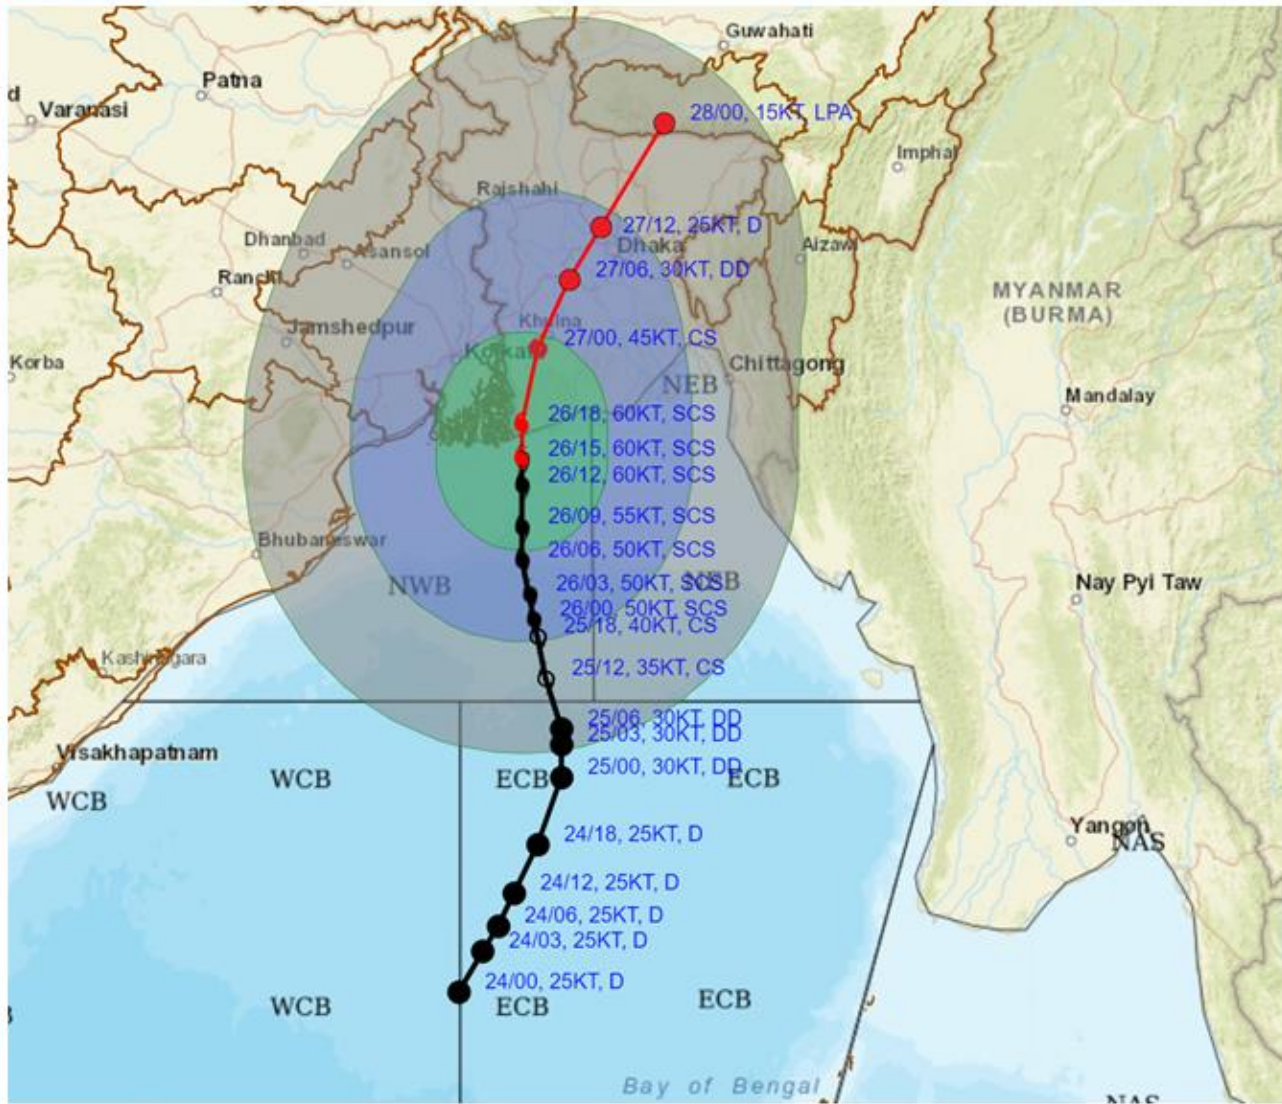 Guwahati
Patna
d
Varanasi
28/00, 15KT, LPA
Imphal
Rajshahi
27/12, 25KT, D
Dhanbad
Dhaka
Aizawl
Asansol
27/06, 30KT, DD
Ranchi
MYANMAR
(BURMA)
Jamshedpur
Khulna
27/00, 45KT, CS
Kolkata
Korba
Chittagong
NEB
Mandalay
26/18, 60KT, SCS
26/15, 60KT, SCS
26/12, 60KT, SCS
26/09, 55KT, SCS
Bhubaneswar
26/06, 50KT, SCS
NWB
26/03, 50KT, SCS
NEB
Nay Pyi Taw
26/00, 50KT, SCS
25/18, 40KT, CS
Kashinagara
25/12, 35KT, CS
25/06, 30KT, DD
25/03, 30KT, DD
Visakhapatnam
25/00, 30KT, DD
WCB
ECB
ECB
WCB
24/18, 25KT, D
Yangon
NAS
24/12, 25KT, D
24/06, 25KT, D
24/03, 25KT, D
24/00, 25KT, D
WCB
ECB
ECB
Bay of Bengal
NAS